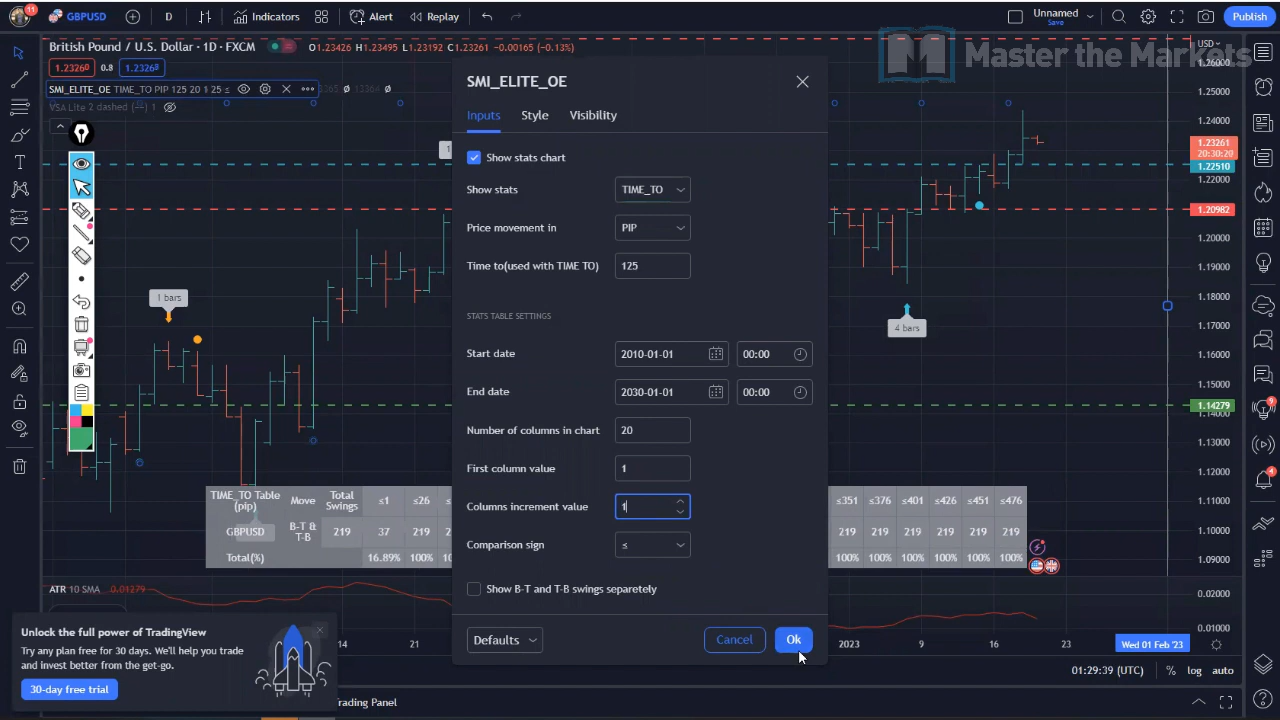 11
GBPUSD
D
Indicators
Alert
Replay
Unnamed
Save
Publish
British Pound / U.S. Dollar · 1D · FXCM
O1.23426 H1.23495 L1.23192 C1.23261 -0.00165 (-0.13%)
USD
Master the Markets
1.23260
0.8
1.23268
SMI_ELITE_OE TIME_TO PIP 125 20 1 25 ≤
VSA Lite 2 dashed 1
SMI_ELITE_OE
Inputs
Style
Visibility
Show stats chart
Show stats
TIME_TO
Price movement in
PIP
Time to(used with TIME TO)
125
STATS TABLE SETTINGS
Start date
2010-01-01
00:00
End date
2030-01-01
00:00
Number of columns in chart
20
First column value
1
Columns increment value
1
Comparison sign
≤
Show B-T and T-B swings separetely
Defaults
Cancel
Ok
1 bars
4 bars
1.26000
1.25000
1.24000
1.23261
20:30:20
1.22510
1.22000
1.20982
1.20000
1.19000
1.18000
1.17000
1.16000
1.15000
1.14279
1.13000
1.12000
1.11000
1.10000
1.09000
0.02000
0.01000
TIME_TO Table (pip) Move Total Swings ≤1 ≤26 ≤351 ≤376 ≤401 ≤426 ≤451 ≤476
GBPUSD B-T & T-B 219 37 219 219 219 219 219 219
Total(%) 16.89% 100% 100% 100% 100% 100% 100% 100%
ATR 10 SMA 0.01279
14
21
2023
9
16
23
Wed 01 Feb '23
Unlock the full power of TradingView
Try any plan free for 30 days. We'll help you trade
and invest better from the get-go.
30-day free trial
01:29:39 (UTC)
%
log
auto
Trading Panel
9
4